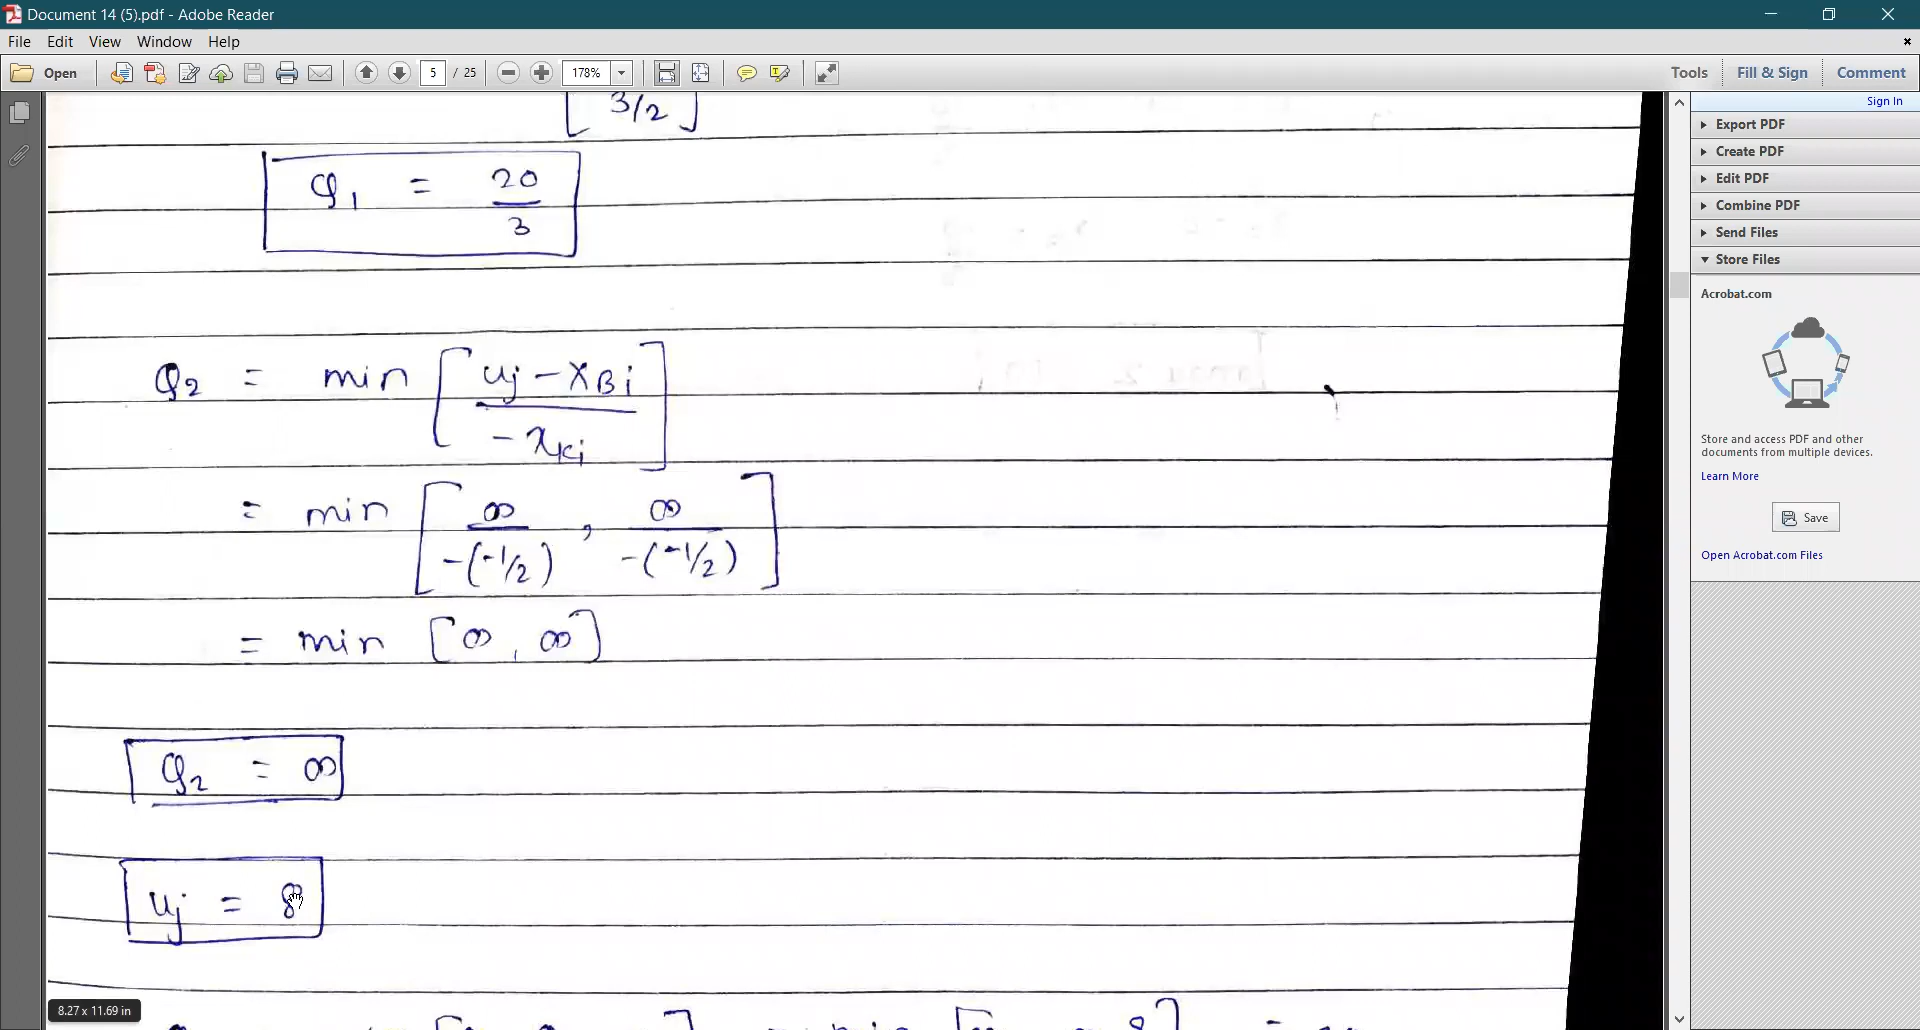 Document 14 (5).pdf - Adobe Reader
File Edit View Window Help
Open 5 / 25 178% Tools Fill & Sign Comment
Sign In
Export PDF
Create PDF
Edit PDF
Combine PDF
Send Files
Store Files
Acrobat.com
Store and access PDF and other
documents from multiple devices.
Learn More
Save
Open Acrobat.com Files
[ 3/2 ]
φ₁ = 20/3
φ₂ = min [ (uj - XBi) / (-xki) ]
= min [ ∞ / (-(-1/2)) , ∞ / (-(-1/2)) ]
= min [∞, ∞]
φ₂ = ∞
uj = 8
8.27 x 11.69 in